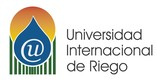 u
Universidad
Internacional
de Riego